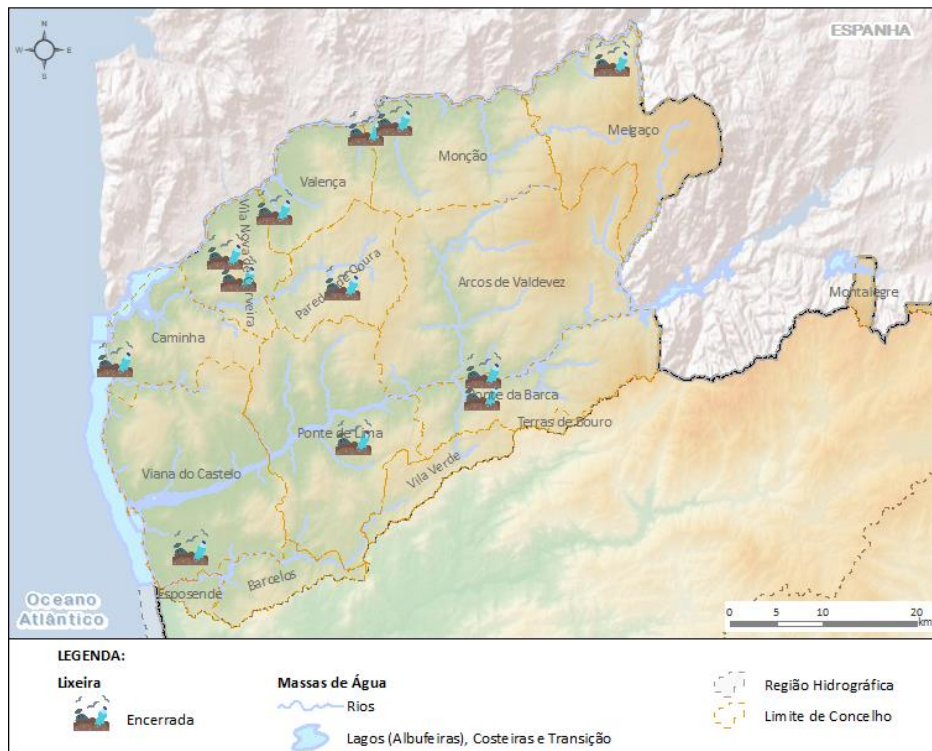 N
W
E
S
ESPANHA
Melgaço
Monção
Valença
Vila Nova de Cerveira
Paredes de Coura
Arcos de Valdevez
Montalegre
Caminha
Ponte da Barca
Terras de Bouro
Ponte de Lima
Vila Verde
Viana do Castelo
Barcelos
Esposende
Oceano
Atlântico
0 5 10 20
km
LEGENDA:
Lixeira
Encerrada
Massas de Água
Rios
Lagos (Albufeiras), Costeiras e Transição
Região Hidrográfica
Limite de Concelho